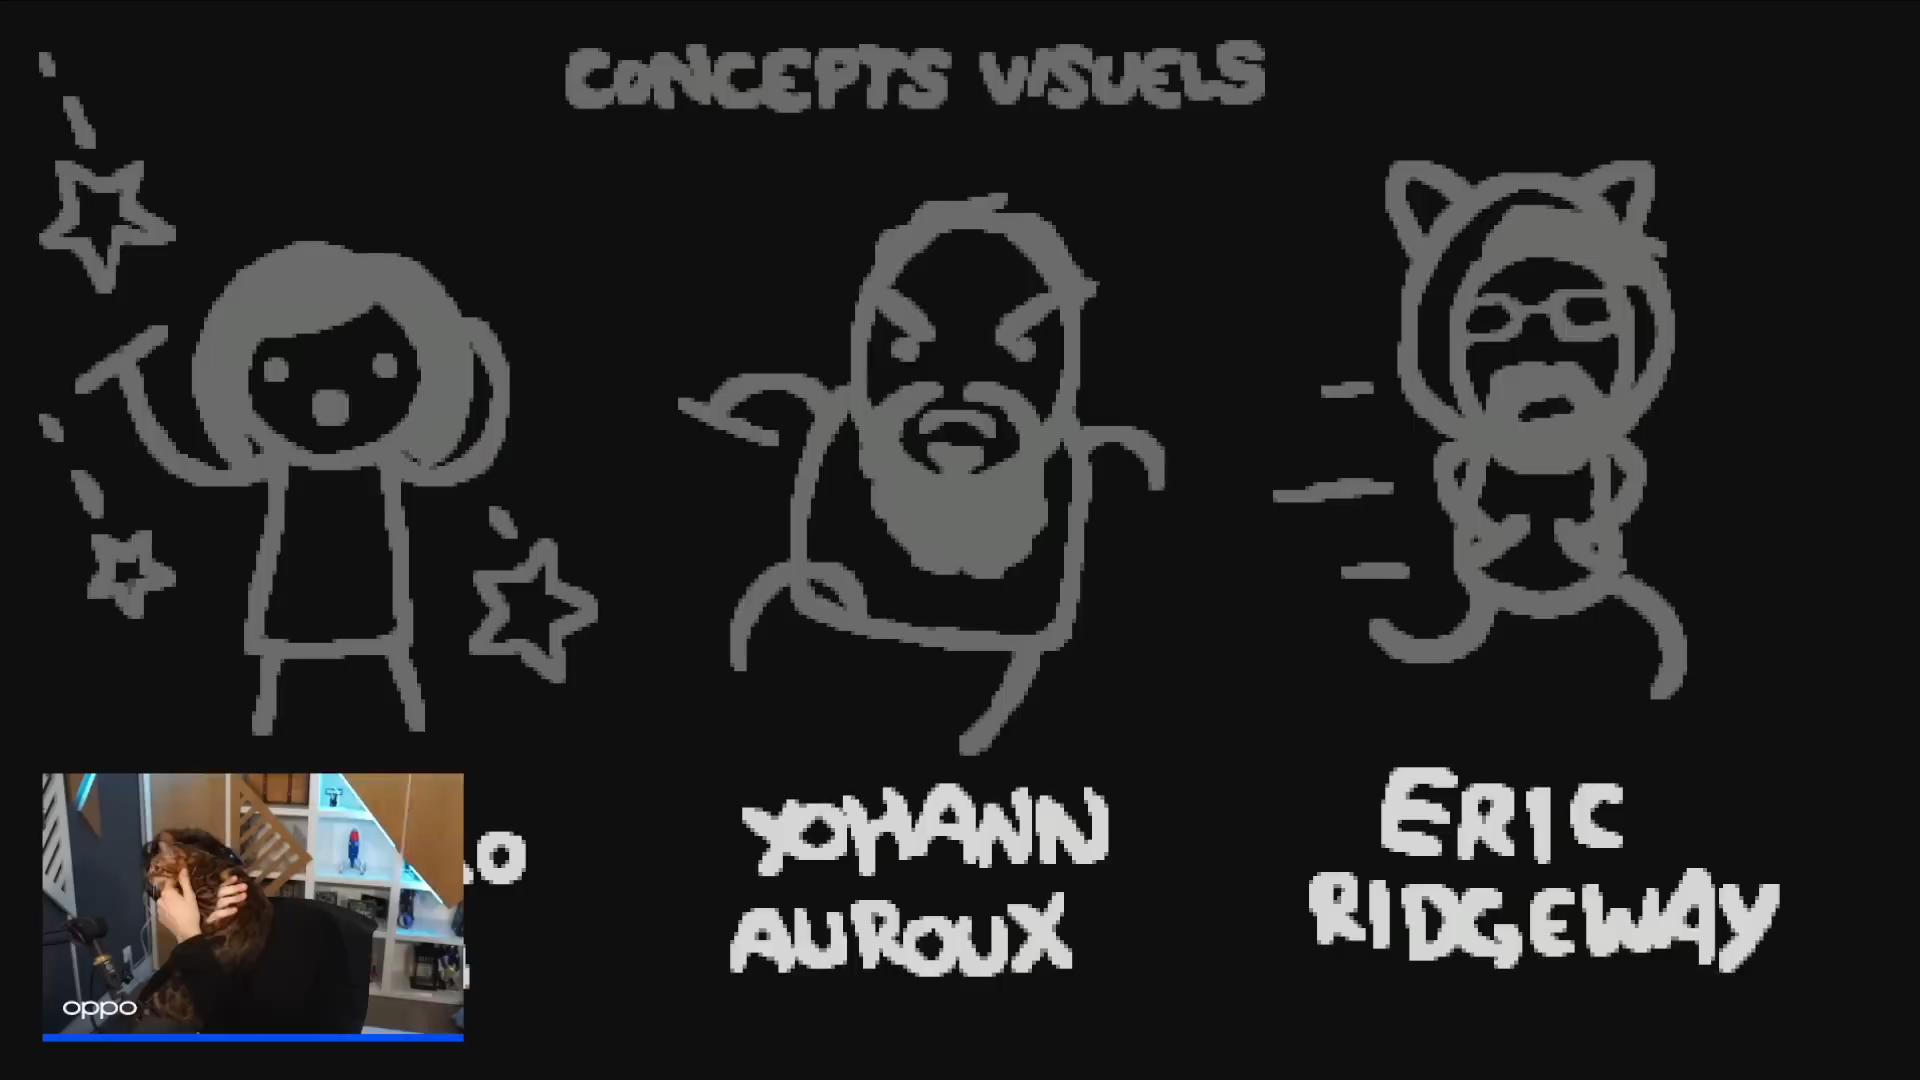 CONCEPTS VISUELS
YOHANN
AUROUX
ERIC
RIDGEWAY
oppo